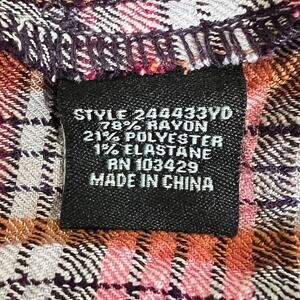 STYLE 244433YD
78% RAYON
21% POLYESTER
1% ELASTANE
RN 103429
MADE IN CHINA